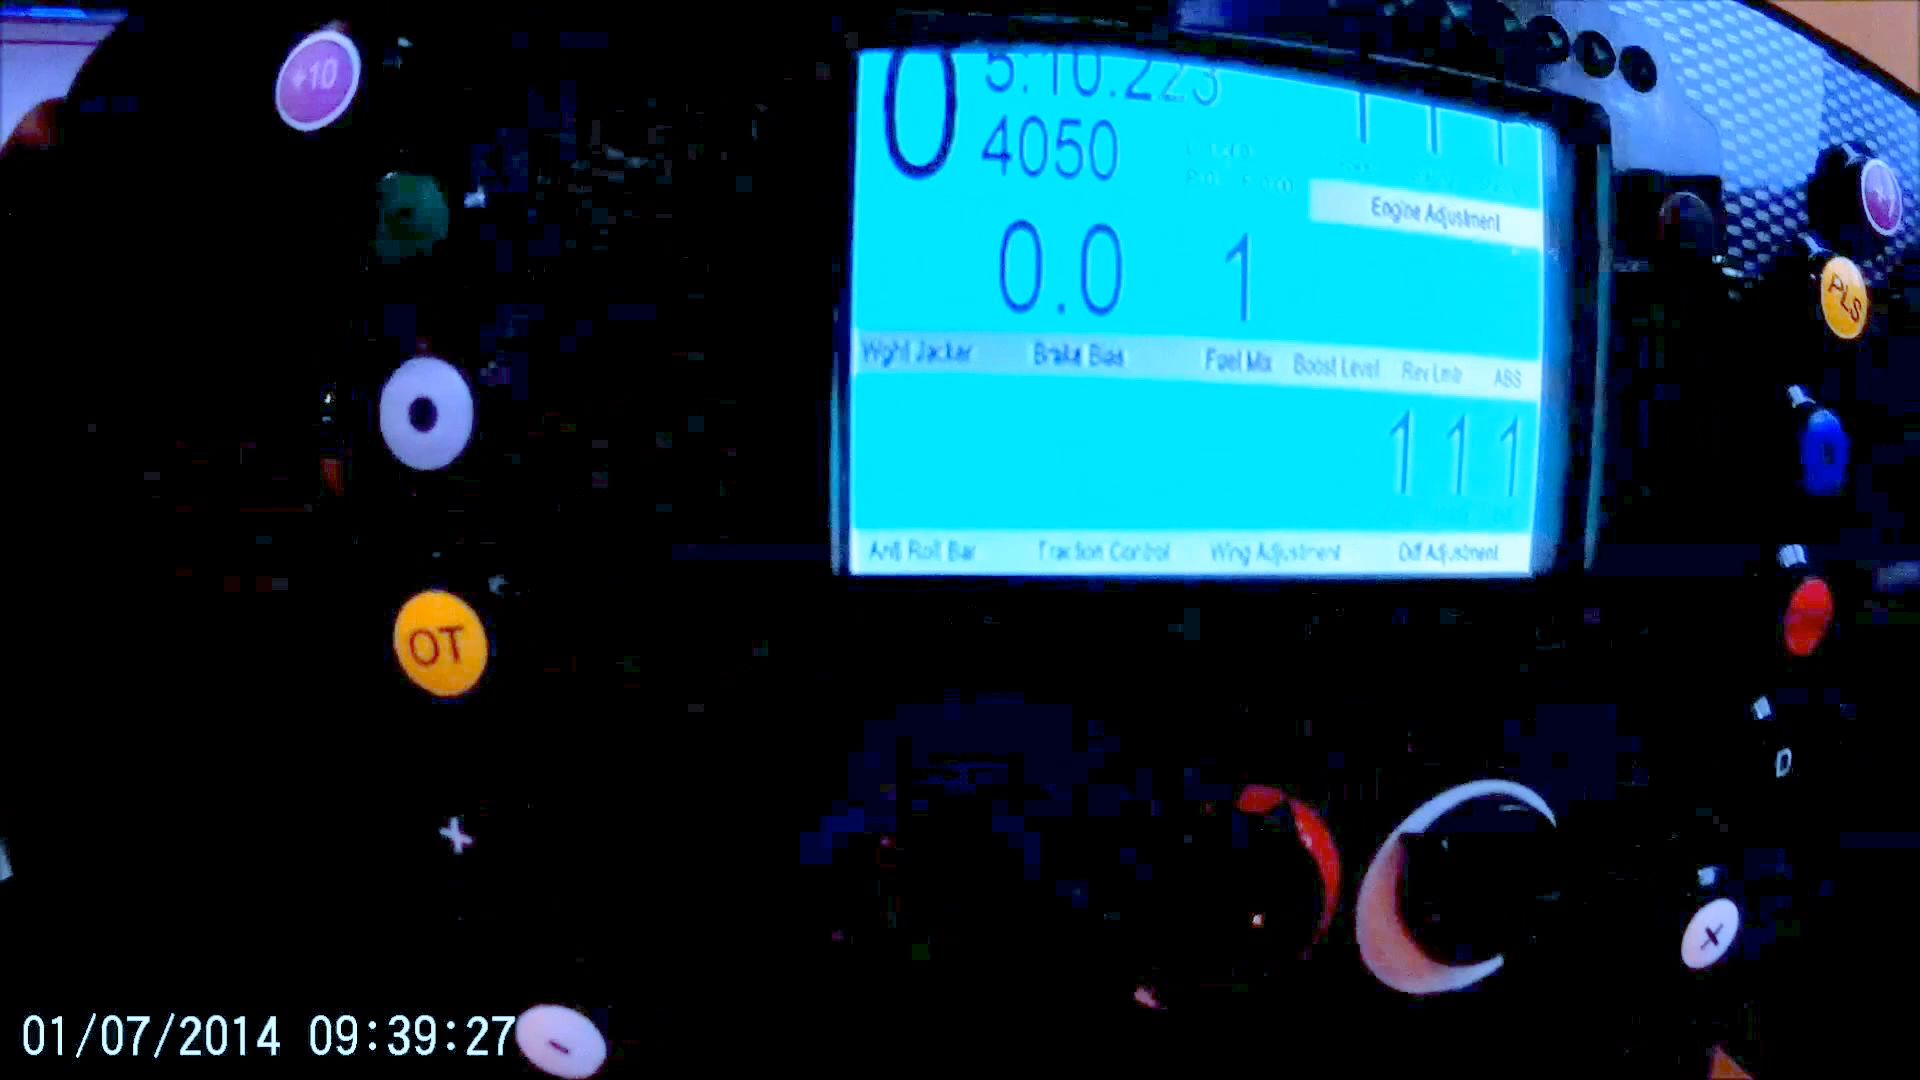 +10
0
5:10.223
4050
Engine Adjustment
0.0
1
PLS
Wght Jacker
Brake Bias
Fuel Mix
Boost Level
Rev Lmtr
ABS
1 1 1
Anti Roll Bar
Traction Control
Wing Adjustment
Diff Adjustment
OT
D
+
-
01/07/2014 09:39:27